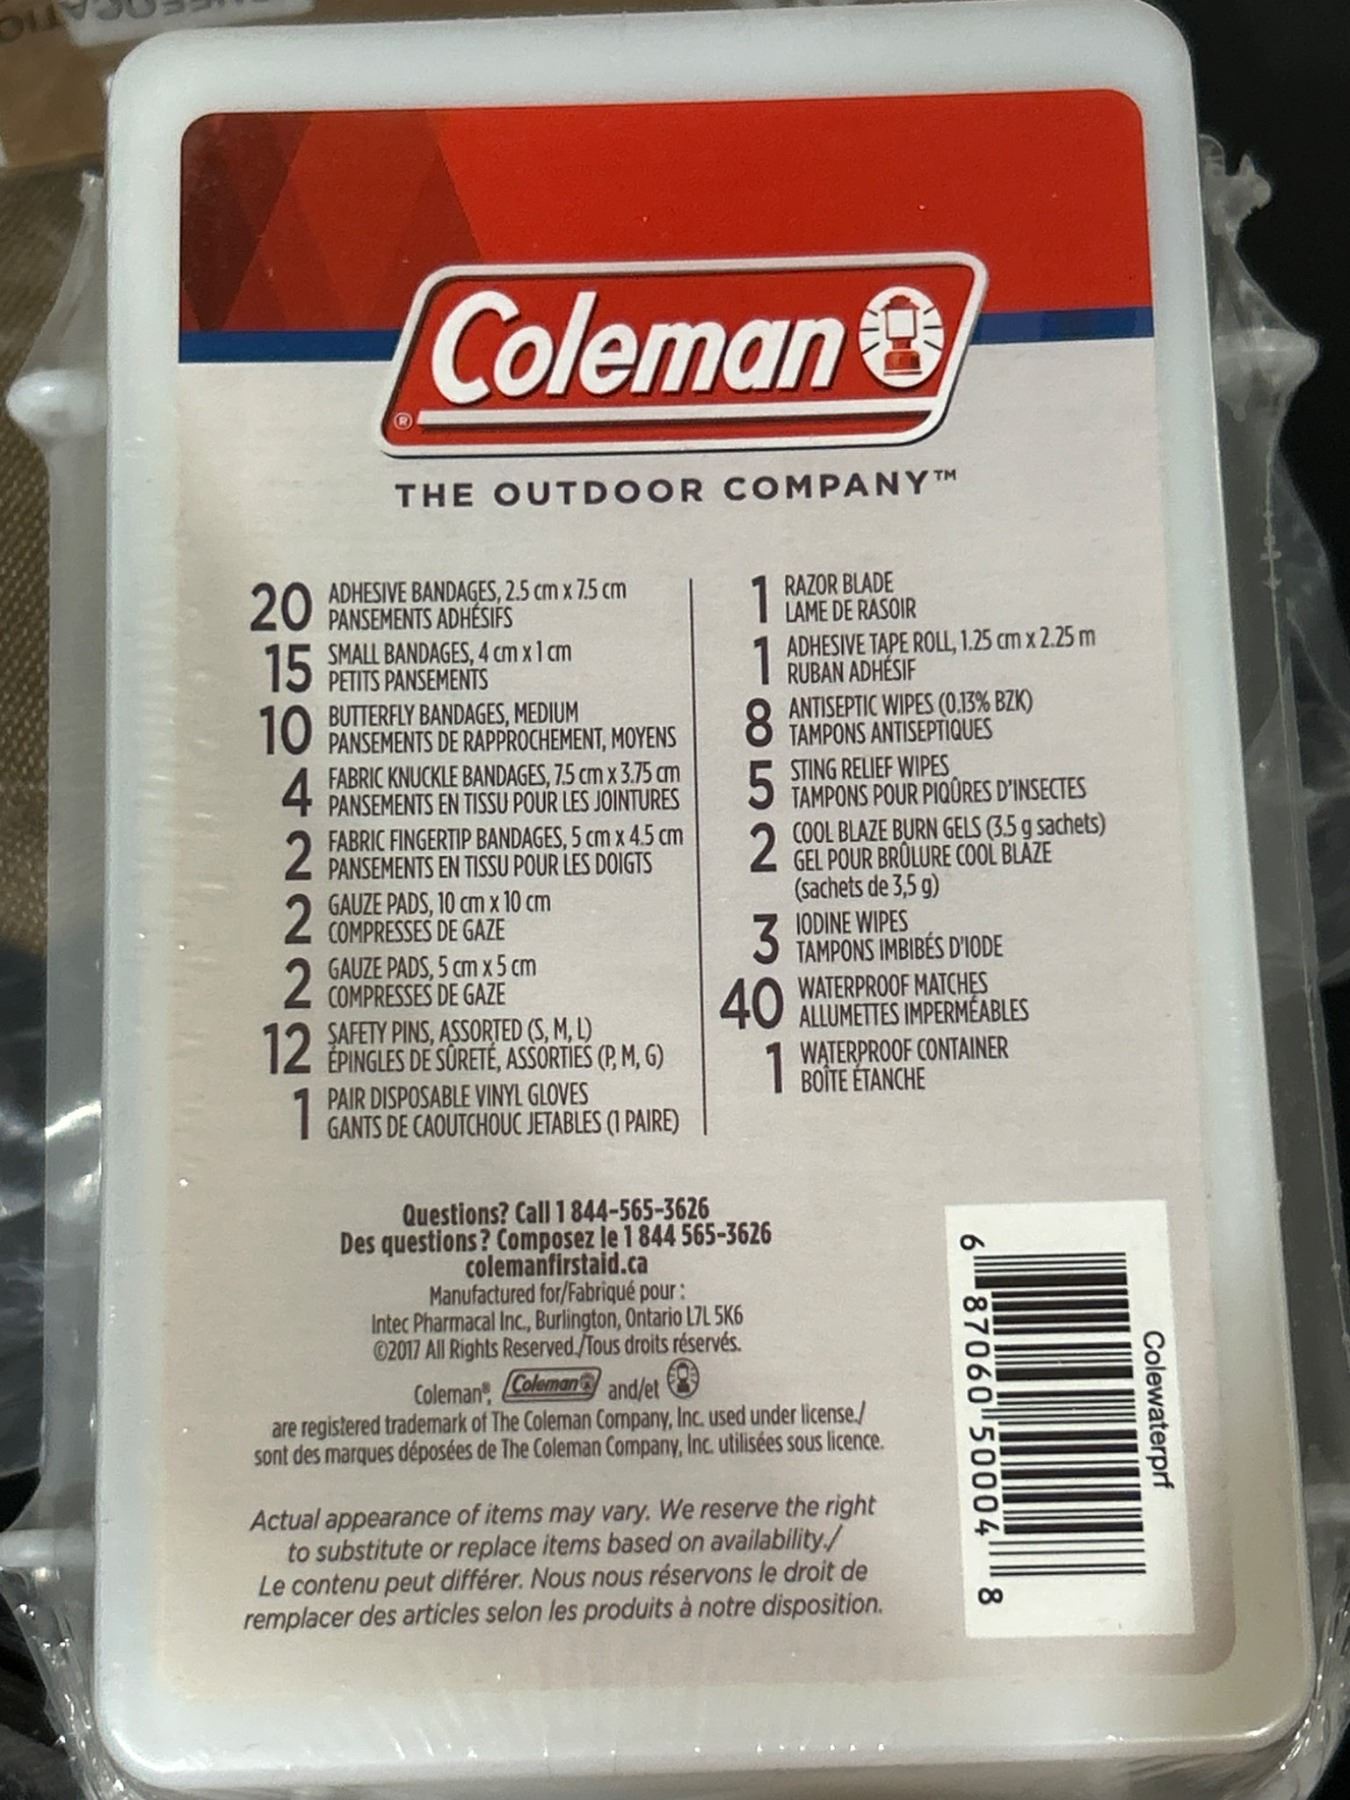 Coleman
®
THE OUTDOOR COMPANY™
20 ADHESIVE BANDAGES, 2.5 cm x 7.5 cm
PANSEMENTS ADHÉSIFS
15 SMALL BANDAGES, 4 cm x 1 cm
PETITS PANSEMENTS
10 BUTTERFLY BANDAGES, MEDIUM
PANSEMENTS DE RAPPROCHEMENT, MOYENS
4 FABRIC KNUCKLE BANDAGES, 7.5 cm x 3.75 cm
PANSEMENTS EN TISSU POUR LES JOINTURES
2 FABRIC FINGERTIP BANDAGES, 5 cm x 4.5 cm
PANSEMENTS EN TISSU POUR LES DOIGTS
2 GAUZE PADS, 10 cm x 10 cm
COMPRESSES DE GAZE
2 GAUZE PADS, 5 cm x 5 cm
COMPRESSES DE GAZE
12 SAFETY PINS, ASSORTED (S, M, L)
ÉPINGLES DE SÛRETÉ, ASSORTIES (P, M, G)
1 PAIR DISPOSABLE VINYL GLOVES
GANTS DE CAOUTCHOUC JETABLES (1 PAIRE)
1 RAZOR BLADE
LAME DE RASOIR
1 ADHESIVE TAPE ROLL, 1.25 cm x 2.25 m
RUBAN ADHÉSIF
8 ANTISEPTIC WIPES (0.13% BZK)
TAMPONS ANTISEPTIQUES
5 STING RELIEF WIPES
TAMPONS POUR PIQÛRES D'INSECTES
2 COOL BLAZE BURN GELS (3.5 g sachets)
GEL POUR BRÛLURE COOL BLAZE
(sachets de 3,5 g)
3 IODINE WIPES
TAMPONS IMBIBÉS D'IODE
40 WATERPROOF MATCHES
ALLUMETTES IMPERMÉABLES
1 WATERPROOF CONTAINER
BOÎTE ÉTANCHE
Questions? Call 1 844-565-3626
Des questions? Composez le 1 844 565-3626
colemanfirstaid.ca
Manufactured for/Fabriqué pour :
Intec Pharmacal Inc., Burlington, Ontario L7L 5K6
©2017 All Rights Reserved./Tous droits réservés.
Coleman®, Coleman and/et
are registered trademark of The Coleman Company, Inc. used under license./
sont des marques déposées de The Coleman Company, Inc. utilisées sous licence.
Actual appearance of items may vary. We reserve the right
to substitute or replace items based on availability./
Le contenu peut différer. Nous nous réservons le droit de
remplacer des articles selon les produits à notre disposition.
Colewaterprf
6 87060 50004 8